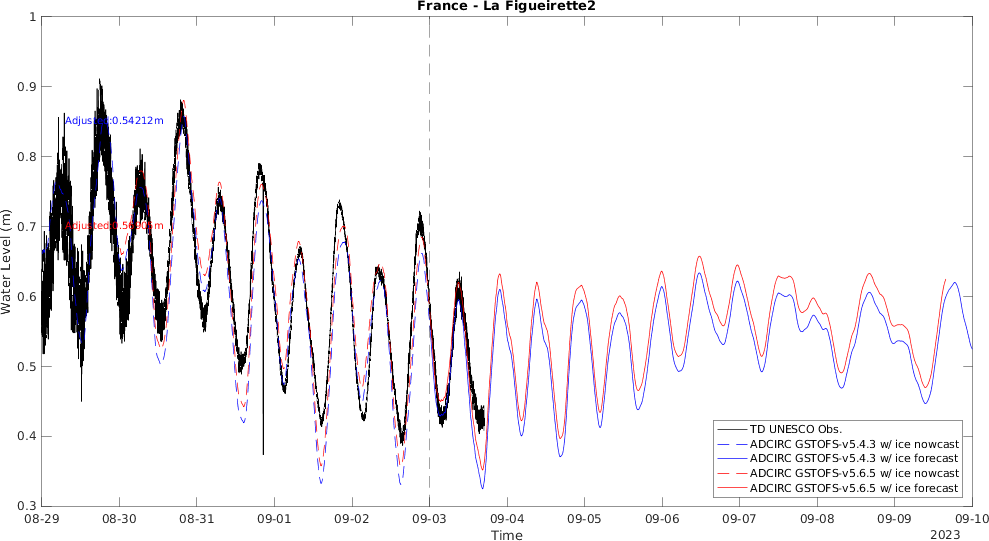 France - La Figueirette2
Water Level (m)
1
0.9
0.8
0.7
0.6
0.5
0.4
0.3
Adjusted:0.54212m
Adjusted:0.56906m
TD UNESCO Obs.
ADCIRC GSTOFS-v5.4.3 w/ ice nowcast
ADCIRC GSTOFS-v5.4.3 w/ ice forecast
ADCIRC GSTOFS-v5.6.5 w/ ice nowcast
ADCIRC GSTOFS-v5.6.5 w/ ice forecast
08-29 08-30 08-31 09-01 09-02 09-03 09-04 09-05 09-06 09-07 09-08 09-09 09-10
Time
2023